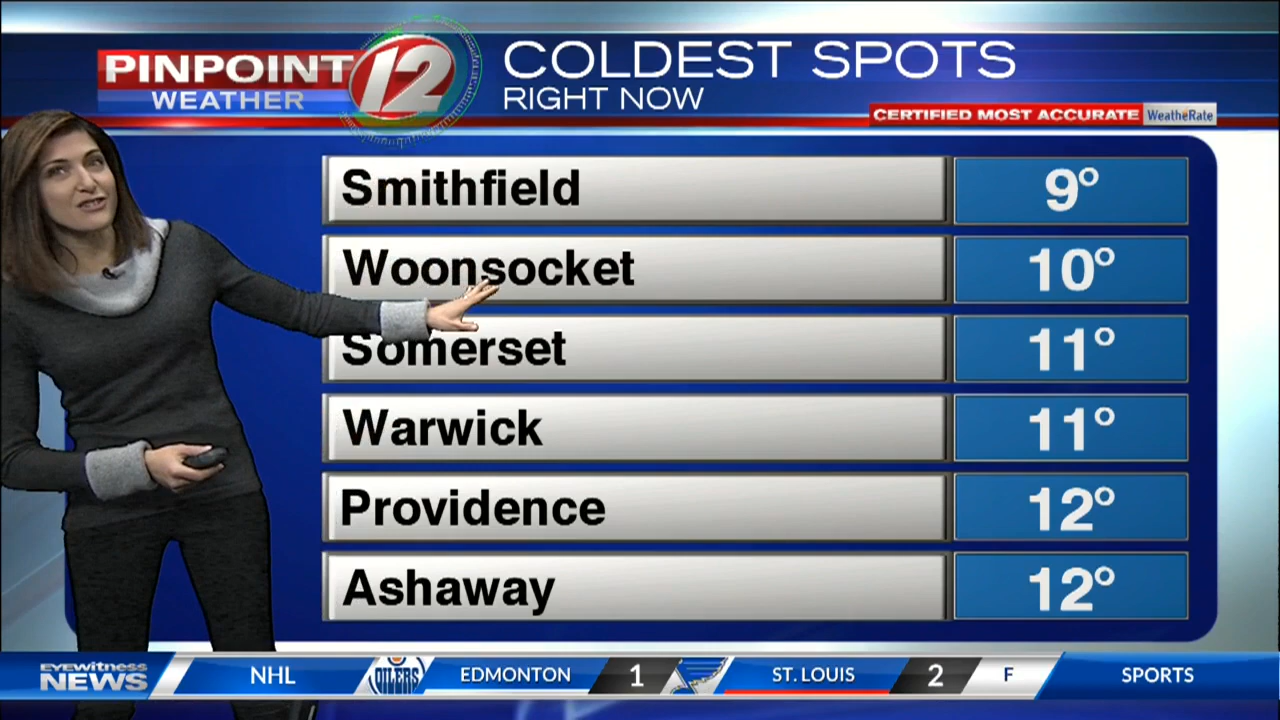 PINPOINT
WEATHER
12
COLDEST SPOTS
RIGHT NOW
CERTIFIED MOST ACCURATE WeatheRate
Smithfield 9°
Woonsocket 10°
Somerset 11°
Warwick 11°
Providence 12°
Ashaway 12°
EYEWITNESS
NEWS
NHL OILERS EDMONTON 1 ST. LOUIS 2 F SPORTS